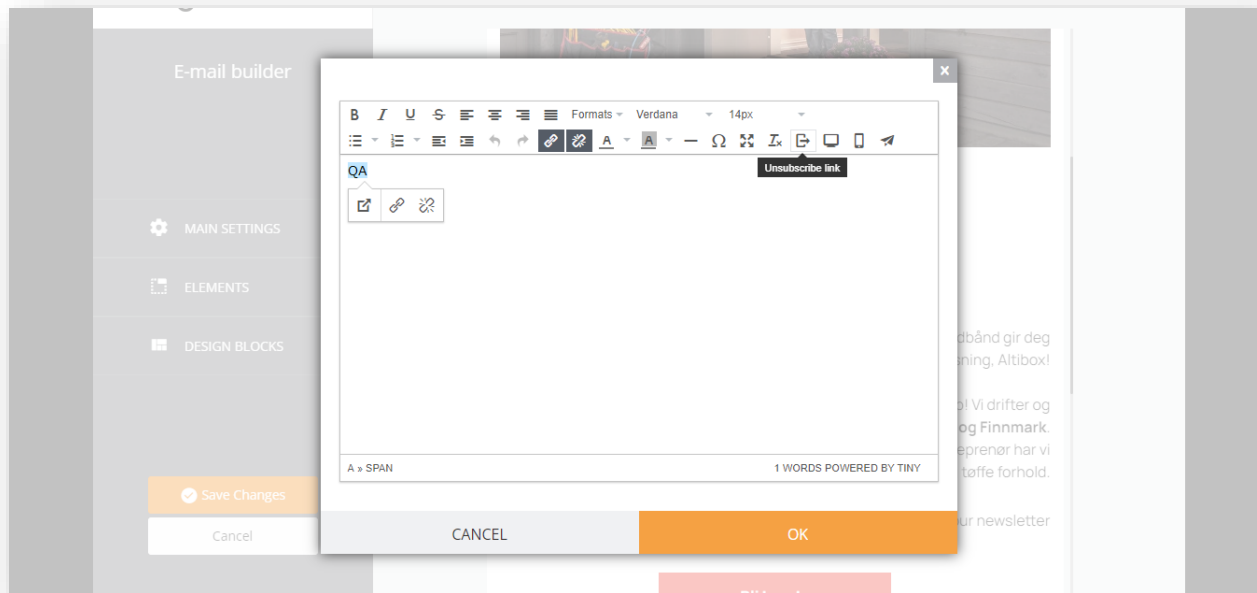 E-mail builder
x
B I U S Formats Verdana 14px
A A Ω Tx
Unsubscribe link
QA
MAIN SETTINGS
ELEMENTS
DESIGN BLOCKS
dbånd gir deg
sning, Altibox!
! Vi drifter og
og Finnmark.
eprenør har vi
tøffe forhold.
A » SPAN
1 WORDS POWERED BY TINY
Save Changes
Cancel
CANCEL
OK
ur newsletter